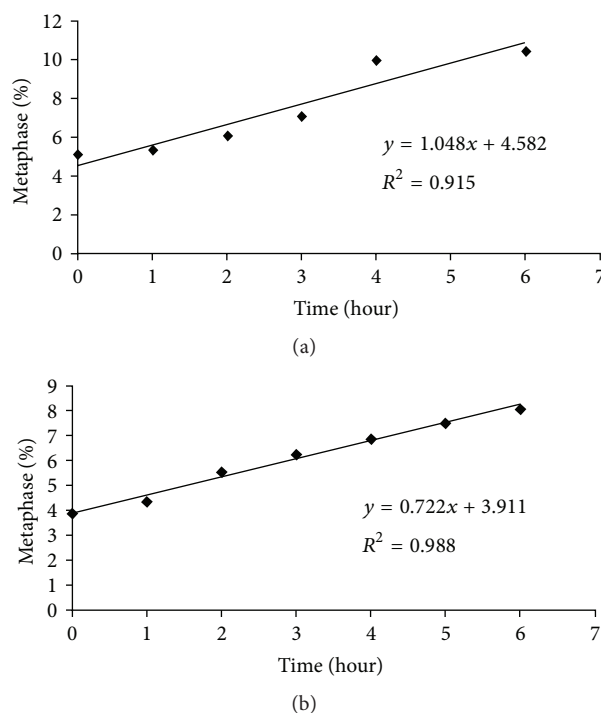 12
10
8
6
4
2
0
Metaphase (%)
y = 1.048x + 4.582
R² = 0.915
0 1 2 3 4 5 6 7
Time (hour)
(a)
9
8
7
6
5
4
3
2
1
0
Metaphase (%)
y = 0.722x + 3.911
R² = 0.988
0 1 2 3 4 5 6 7
Time (hour)
(b)